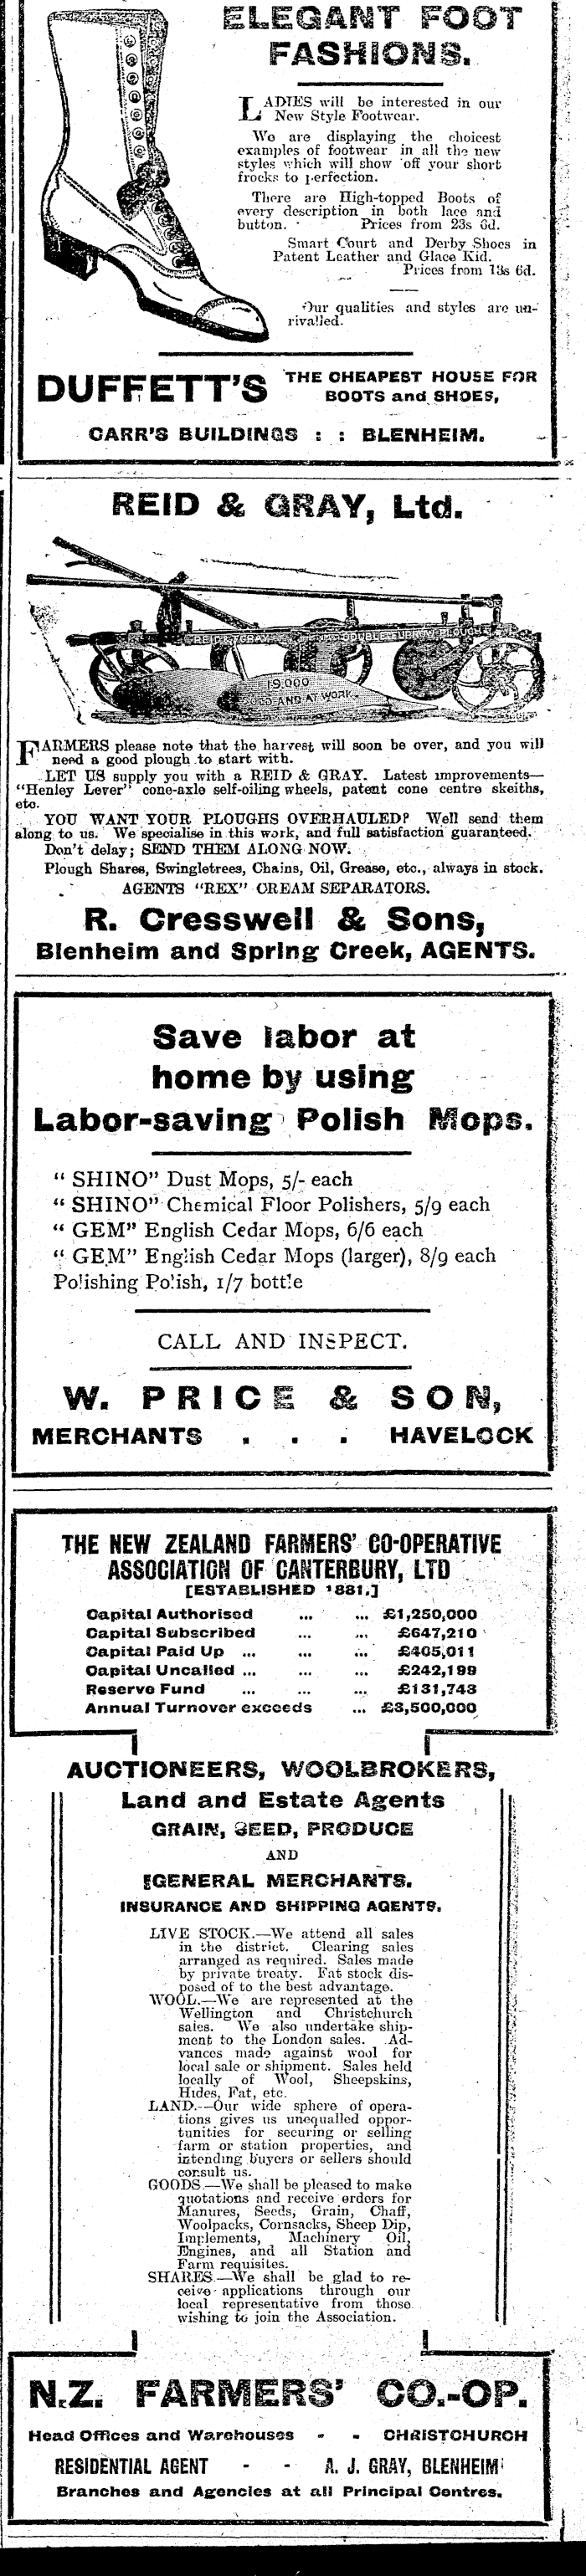 ELEGANT FOOT
FASHIONS.
LADIES will be interested in our
New Style Footwear.
We are displaying the choicest
examples of footwear in all the new
styles which will show off your short
frocks to perfection.
There are High-topped Boots of
every description in both lace and
button. Prices from 23s 6d.
Smart Court and Derby Shoes in
Patent Leather and Glace Kid.
Prices from 13s 6d.
Our qualities and styles are un-
rivalled.
DUFFETT'S THE CHEAPEST HOUSE FOR
BOOTS and SHOES,
CARR'S BUILDINGS : : BLENHEIM.
REID & GRAY, Ltd.
REID & GRAY DOUBLE FURROW PLOUGH
19,000
AND AT WORK
FARMERS please note that the harvest will soon be over, and you will
need a good plough to start with.
LET US supply you with a REID & GRAY. Latest improvements—
"Henley Lever" cone-axle self-oiling wheels, patent cone centre skeiths,
etc.
YOU WANT YOUR PLOUGHS OVERHAULED? Well send them
along to us. We specialise in this work, and full satisfaction guaranteed.
Don't delay; SEND THEM ALONG NOW.
Plough Shares, Swingletrees, Chains, Oil, Grease, etc., always in stock.
AGENTS "REX" CREAM SEPARATORS.
R. Cresswell & Sons,
Blenheim and Spring Creek, AGENTS.
Save labor at
home by using
Labor-saving Polish Mops.
" SHINO" Dust Mops, 5/- each
" SHINO" Chemical Floor Polishers, 5/9 each
" GEM" English Cedar Mops, 6/6 each
" GEM" English Cedar Mops (larger), 8/9 each
Polishing Polish, 1/7 bottle
CALL AND INSPECT.
W. PRICE & SON,
MERCHANTS . . . HAVELOCK
THE NEW ZEALAND FARMERS' CO-OPERATIVE
ASSOCIATION OF CANTERBURY, LTD
[ESTABLISHED 1881.]
Capital Authorised ... ... £1,250,000
Capital Subscribed ... ... £647,210
Capital Paid Up ... ... ... £405,011
Capital Uncalled ... ... ... £242,199
Reserve Fund ... ... ... £131,743
Annual Turnover exceeds ... £3,500,000
AUCTIONEERS, WOOLBROKERS,
Land and Estate Agents
GRAIN, SEED, PRODUCE
AND
GENERAL MERCHANTS.
INSURANCE AND SHIPPING AGENTS.
LIVE STOCK.—We attend all sales
in the district. Clearing sales
arranged as required. Sales made
by private treaty. Fat stock dis-
posed of to the best advantage.
WOOL.—We are represented at the
Wellington and Christchurch
sales. We also undertake ship-
ment to the London sales. Ad-
vances made against wool for
local sale or shipment. Sales held
locally of Wool, Sheepskins,
Hides, Fat, etc.
LAND.—Our wide sphere of opera-
tions gives us unequalled oppor-
tunities for securing or selling
farm or station properties, and
intending buyers or sellers should
consult us.
GOODS.—We shall be pleased to make
quotations and receive orders for
Manures, Seeds, Grain, Chaff,
Woolpacks, Cornsacks, Sheep Dip,
Implements, Machinery Oil,
Engines, and all Station and
Farm requisites.
SHARES.—We shall be glad to re-
ceive applications through our
local representative from those
wishing to join the Association.
N.Z. FARMERS' CO.-OP.
Head Offices and Warehouses - - CHRISTCHURCH
RESIDENTIAL AGENT - - A. J. GRAY, BLENHEIM
Branches and Agencies at all Principal Centres.